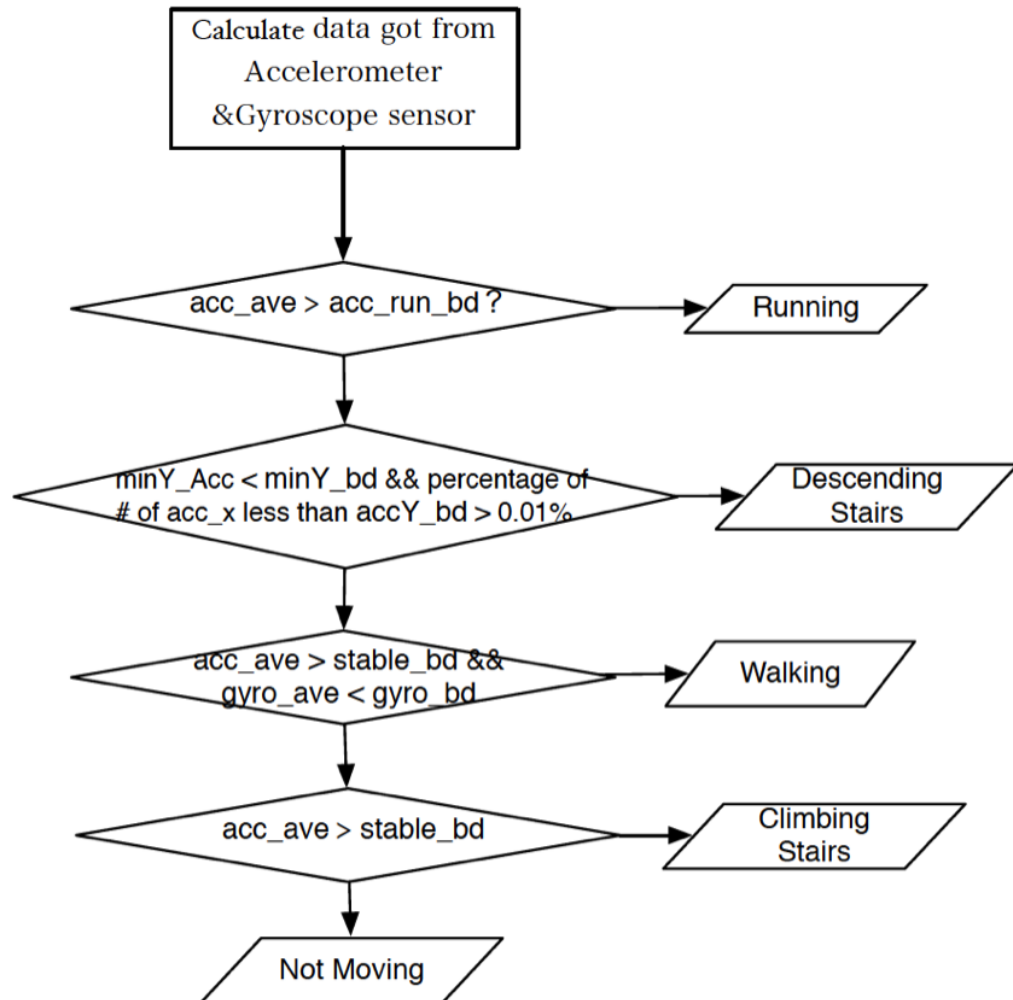 Calculate data got from
Accelerometer
&Gyroscope sensor
acc_ave > acc_run_bd ?
Running
minY_Acc < minY_bd && percentage of
# of acc_x less than accY_bd > 0.01%
Descending
Stairs
acc_ave > stable_bd &&
gyro_ave < gyro_bd
Walking
acc_ave > stable_bd
Climbing
Stairs
Not Moving